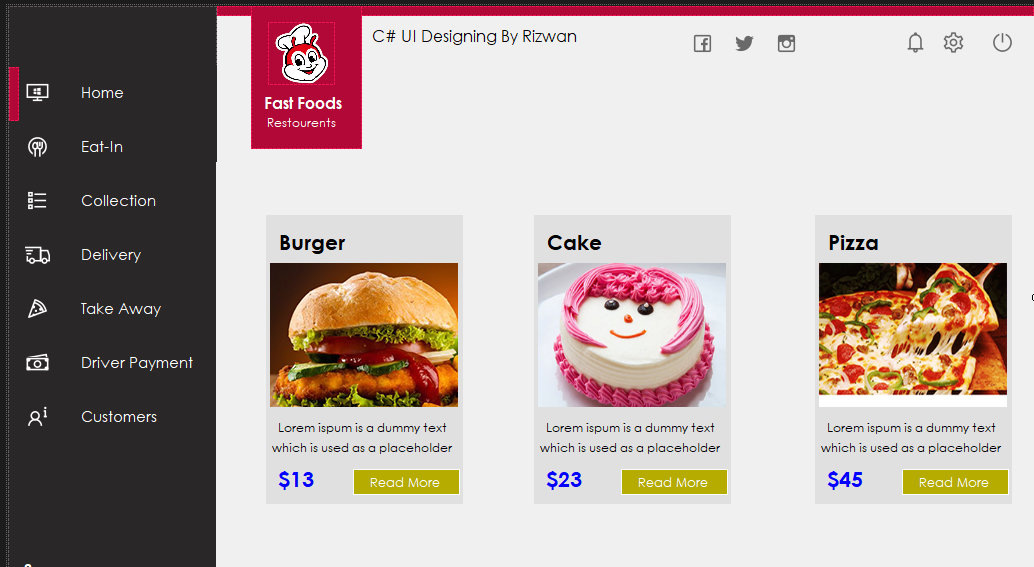 C# UI Designing By Rizwan
Fast Foods
Restourents
Home
Eat-In
Collection
Delivery
Take Away
Driver Payment
Customers
Burger
Lorem ispum is a dummy text
which is used as a placeholder
$13
Read More
Cake
Lorem ispum is a dummy text
which is used as a placeholder
$23
Read More
Pizza
Lorem ispum is a dummy text
which is used as a placeholder
$45
Read More